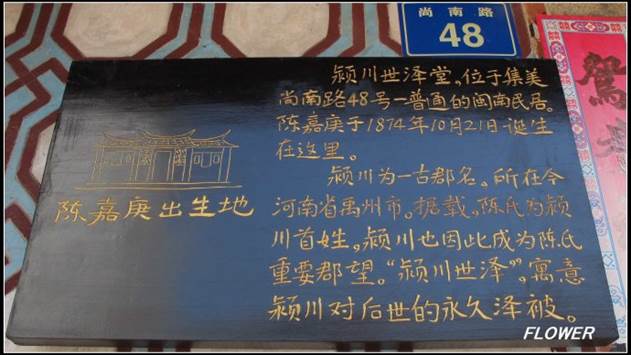 尚南路
48
颍川世泽堂,位于集美
尚南路48号一普通的闽南民居。
陈嘉庚于1874年10月21日诞生
在这里。
颍川为一古郡名。所在今
河南省禹州市。据载,陈氏为颍
川首姓。颍川也因此成为陈氏
重要郡望。“颍川世泽”,寓意
颍川对后世的永久泽被。
陈嘉庚出生地
FLOWER